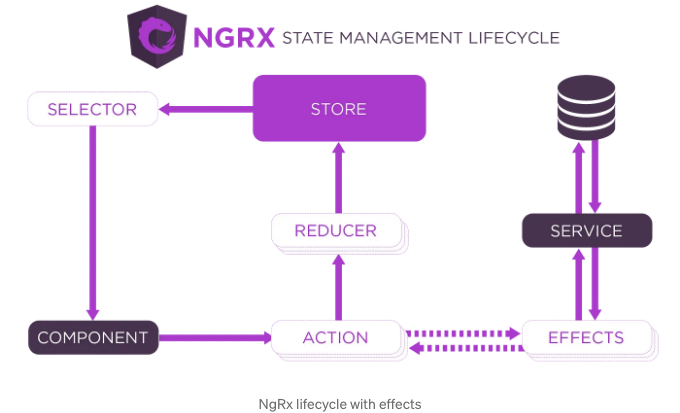 NGRX STATE MANAGEMENT LIFECYCLE
SELECTOR
STORE
REDUCER
SERVICE
COMPONENT
ACTION
EFFECTS
NgRx lifecycle with effects